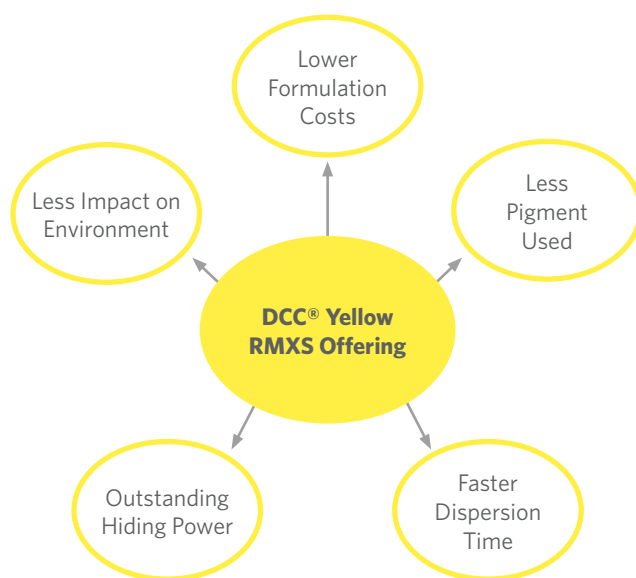 Lower
Formulation
Costs
Less Impact on
Environment
Less
Pigment
Used
DCC® Yellow
RMXS Offering
Outstanding
Hiding Power
Faster
Dispersion
Time